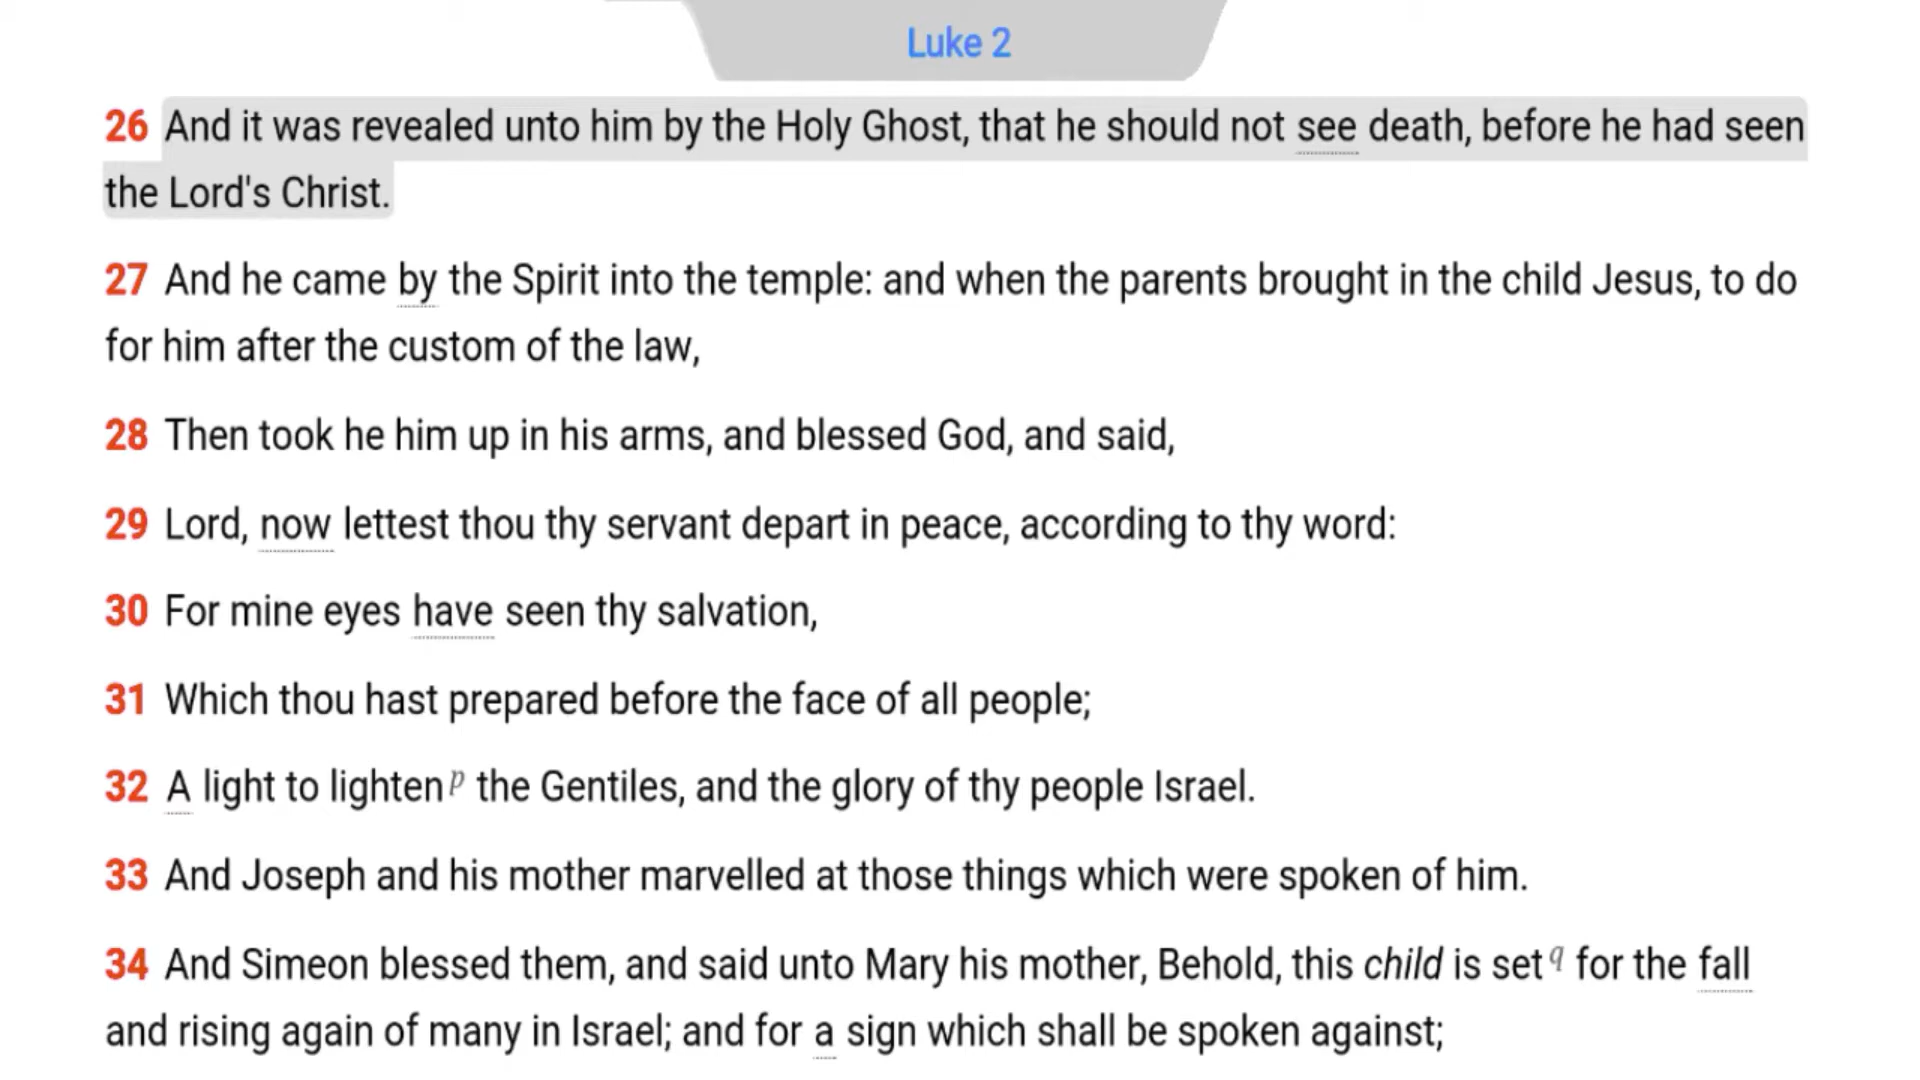 Luke 2
26 And it was revealed unto him by the Holy Ghost, that he should not see death, before he had seen
the Lord's Christ.
27 And he came by the Spirit into the temple: and when the parents brought in the child Jesus, to do
for him after the custom of the law,
28 Then took he him up in his arms, and blessed God, and said,
29 Lord, now lettest thou thy servant depart in peace, according to thy word:
30 For mine eyes have seen thy salvation,
31 Which thou hast prepared before the face of all people;
32 A light to lighten p the Gentiles, and the glory of thy people Israel.
33 And Joseph and his mother marvelled at those things which were spoken of him.
34 And Simeon blessed them, and said unto Mary his mother, Behold, this child is set q for the fall
and rising again of many in Israel; and for a sign which shall be spoken against;